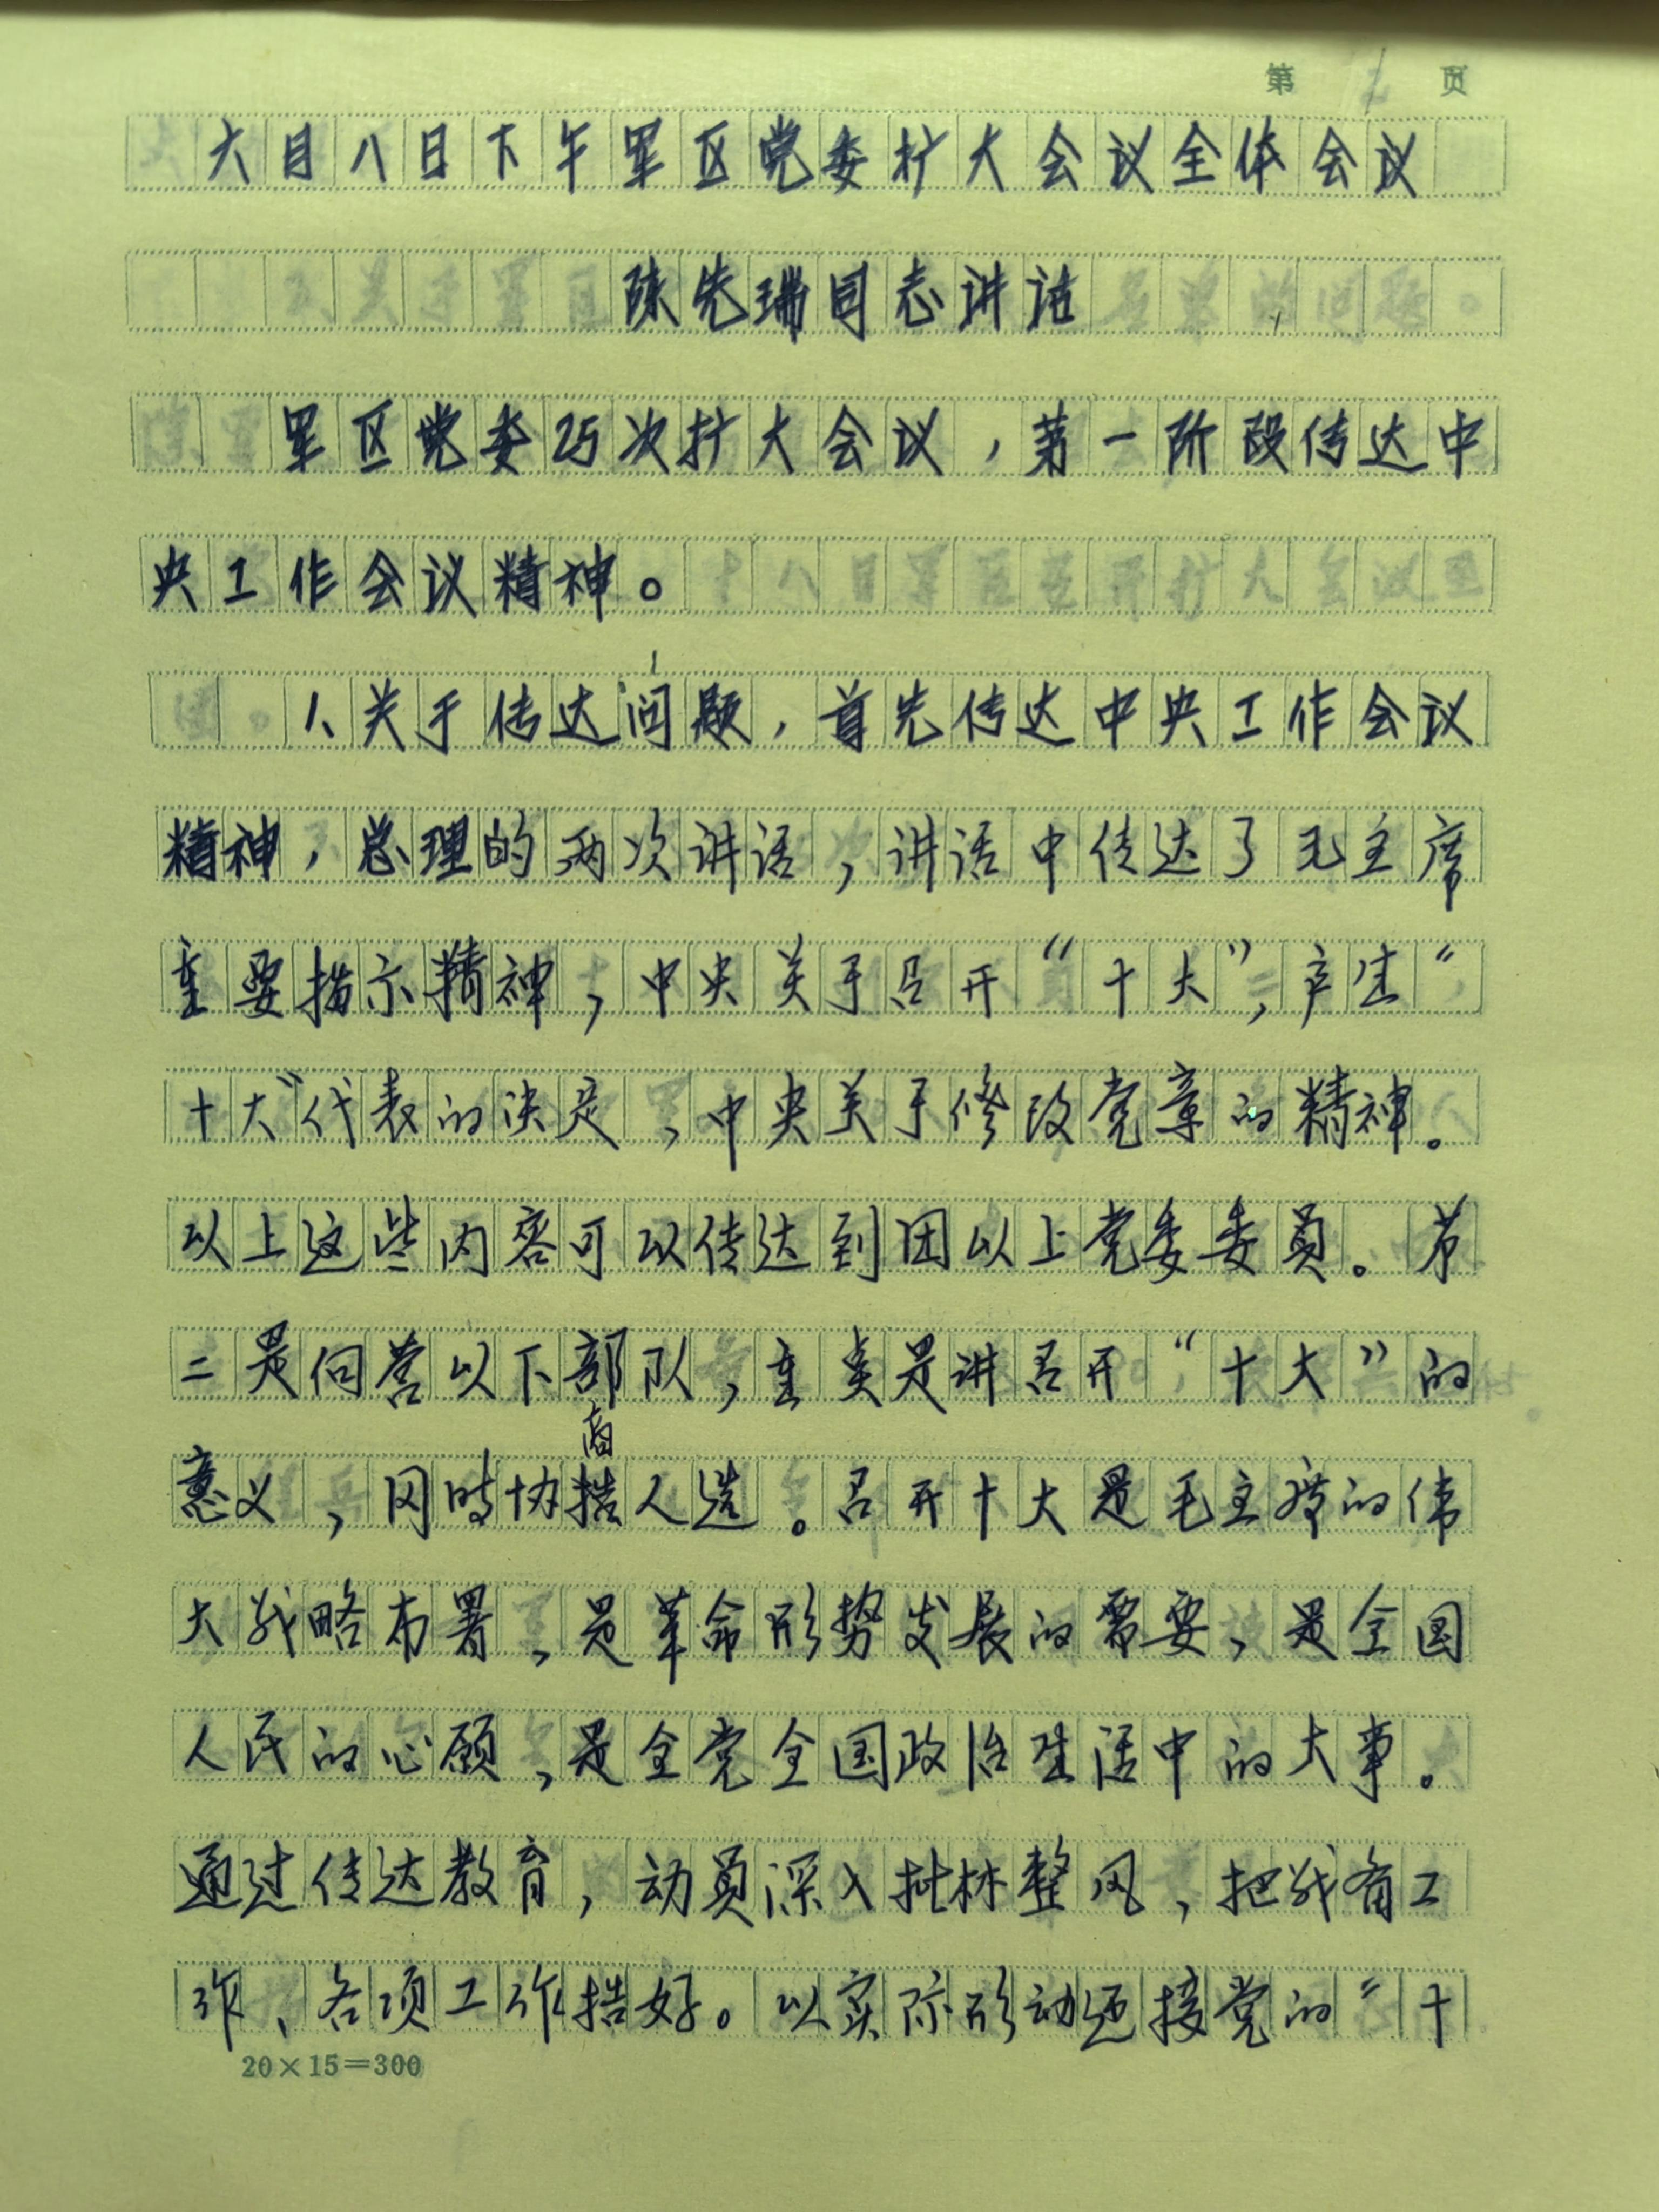 第 1 页
六月八日下午军区党委扩大会议全体会议
陈先瑞同志讲话
军区党委25次扩大会议，第一阶段传达中
央工作会议精神。
1、关于传达问题，首先传达中央工作会议
精神，总理的两次讲话，讲话中传达了毛主席
重要指示精神，中央关于召开“十大”，产生“
十大”代表的决定，中央关于修改党章的精神。
以上这些内容可以传达到团以上党委委员。第
二是向营以下部队，重点是讲召开“十大”的
意义，同时协商搞人选。召开十大是毛主席的伟
大战略布署，是革命形势发展的需要，是全国
人民的心愿，是全党全国政治生活中的大事。
通过传达教育，动员深入批林整风，把战备工
作、各项工作搞好。以实际形动迎接党的“十
20×15=300